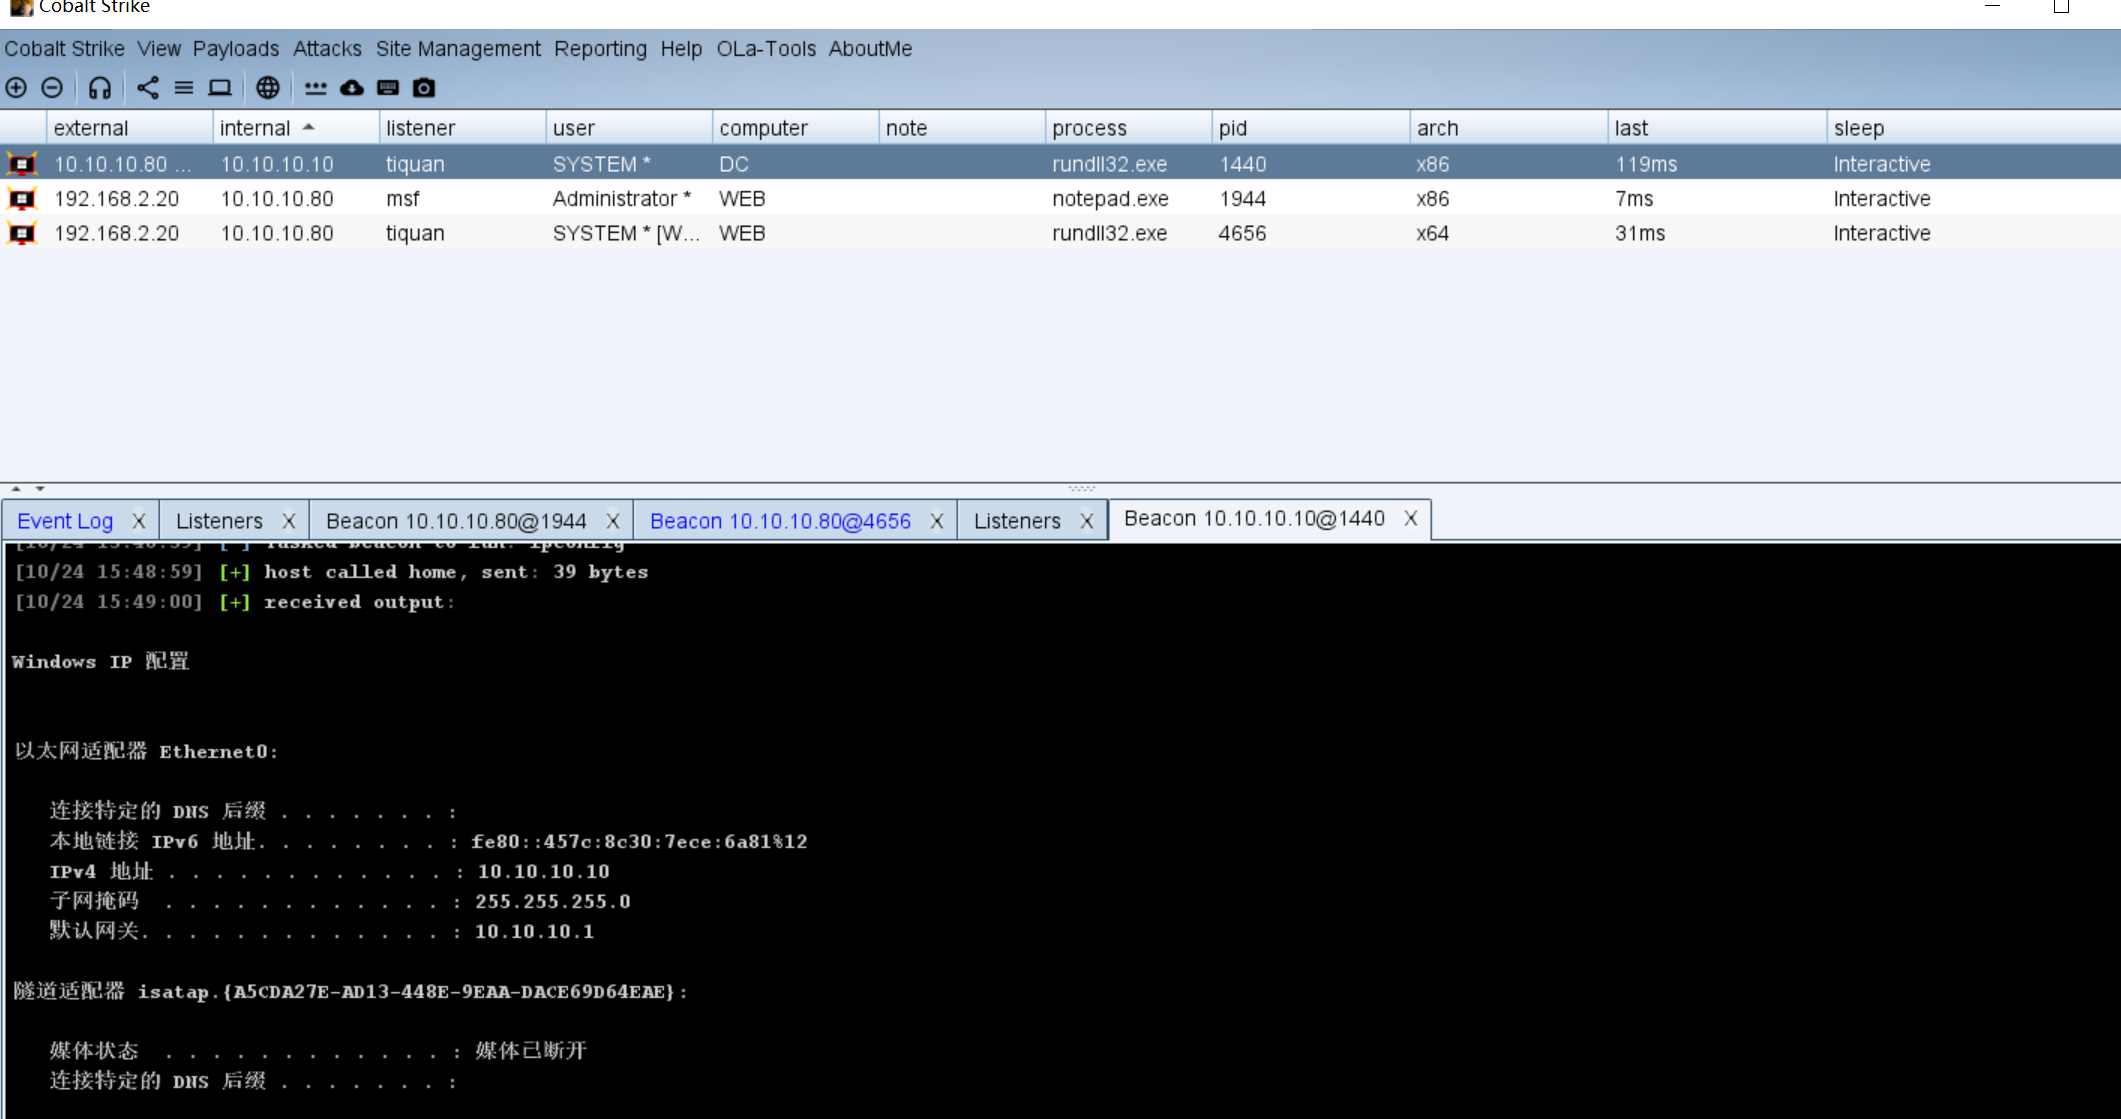 Cobalt Strike
Cobalt Strike View Payloads Attacks Site Management Reporting Help OLa-Tools AboutMe
external internal listener user computer note process pid arch last sleep
10.10.10.80 ... 10.10.10.10 tiquan SYSTEM * DC rundll32.exe 1440 x86 119ms Interactive
192.168.2.20 10.10.10.80 msf Administrator * WEB notepad.exe 1944 x86 7ms Interactive
192.168.2.20 10.10.10.80 tiquan SYSTEM * [W... WEB rundll32.exe 4656 x64 31ms Interactive
Event Log X Listeners X Beacon 10.10.10.80@1944 X Beacon 10.10.10.80@4656 X Listeners X Beacon 10.10.10.10@1440 X
[10/24 15:48:59] [*] Tasked beacon to run: ipconfig
[10/24 15:48:59] [+] host called home, sent: 39 bytes
[10/24 15:49:00] [+] received output:
Windows IP 配置
以太网适配器 Ethernet0:
连接特定的 DNS 后缀 . . . . . . . :
本地链接 IPv6 地址. . . . . . . . : fe80::457c:8c30:7ece:6a81%12
IPv4 地址 . . . . . . . . . . . . : 10.10.10.10
子网掩码 . . . . . . . . . . . . : 255.255.255.0
默认网关. . . . . . . . . . . . . : 10.10.10.1
隧道适配器 isatap.{A5CDA27E-AD13-448E-9EAA-DACE69D64EAE}:
媒体状态 . . . . . . . . . . . . : 媒体已断开
连接特定的 DNS 后缀 . . . . . . . :